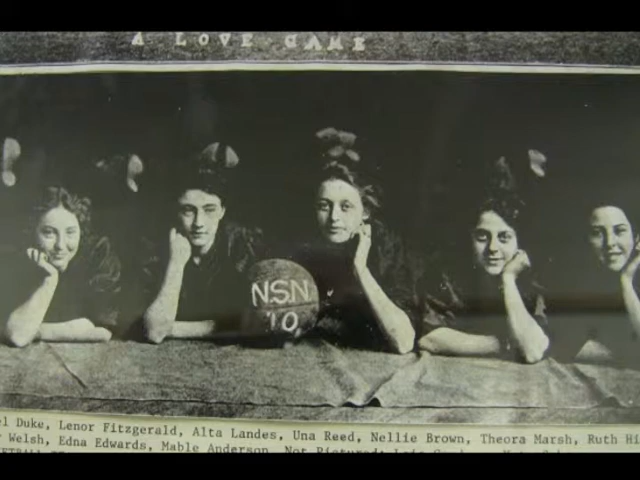 A LOVE GAME
N.S.N
'10,
el Duke, Lenor Fitzgerald, Alta Landes, Una Reed, Nellie Brown, Theora Marsh, Ruth Hi
Welsh, Edna Edwards, Mable Anderson. Not Pictured: